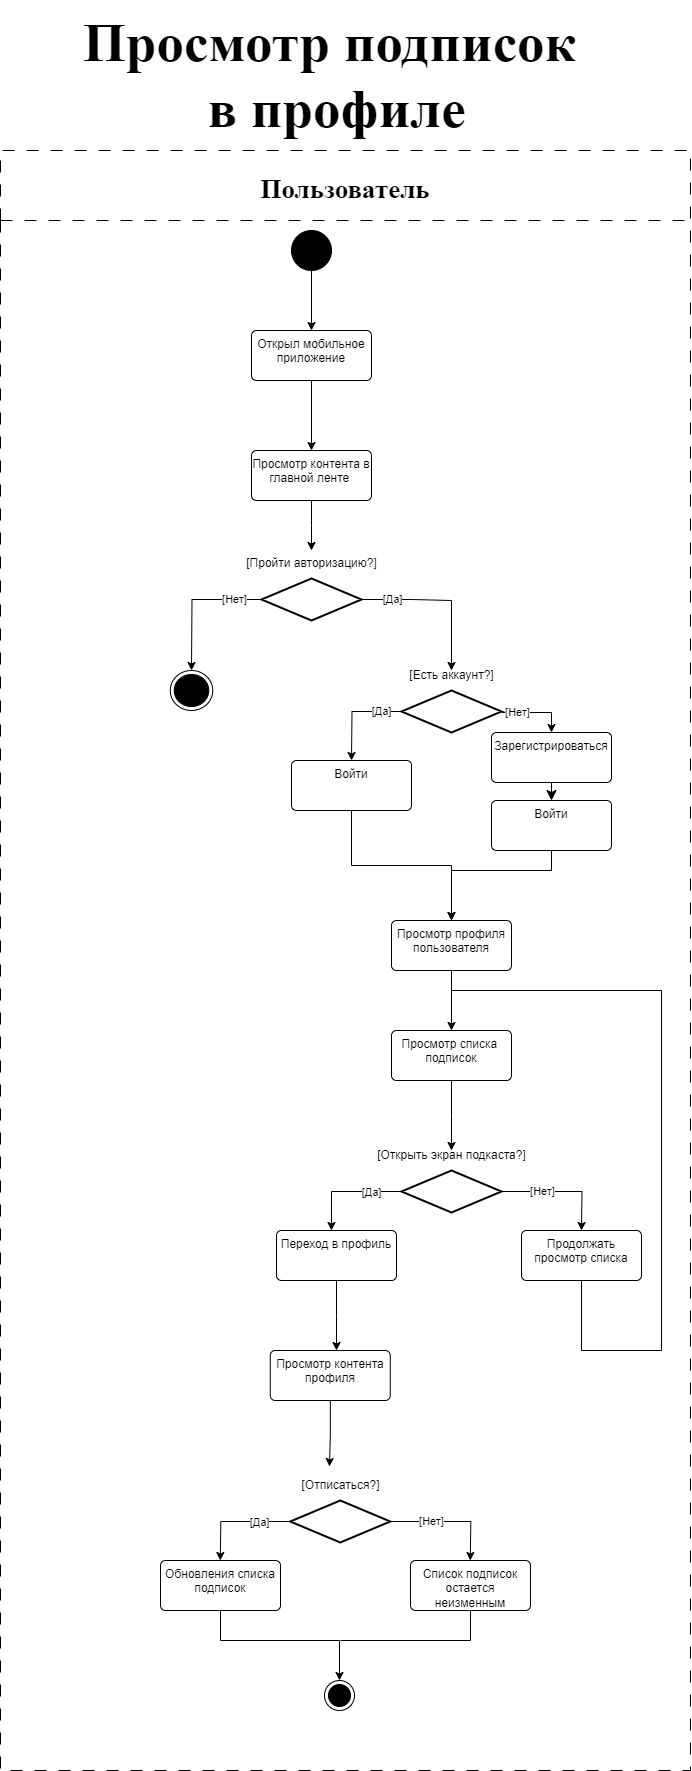 Просмотр подписок
в профиле
Пользователь
Открыл мобильное
приложение
Просмотр контента в
главной ленте
[Пройти авторизацию?]
[Нет]
[Да]
[Есть аккаунт?]
[Да]
[Нет]
Зарегистрироваться
Войти
Войти
Просмотр профиля
пользователя
Просмотр списка
подписок
[Открыть экран подкаста?]
[Да]
[Нет]
Переход в профиль
Продолжать
просмотр списка
Просмотр контента
профиля
[Отписаться?]
[Да]
[Нет]
Обновления списка
подписок
Список подписок
остается
неизменным